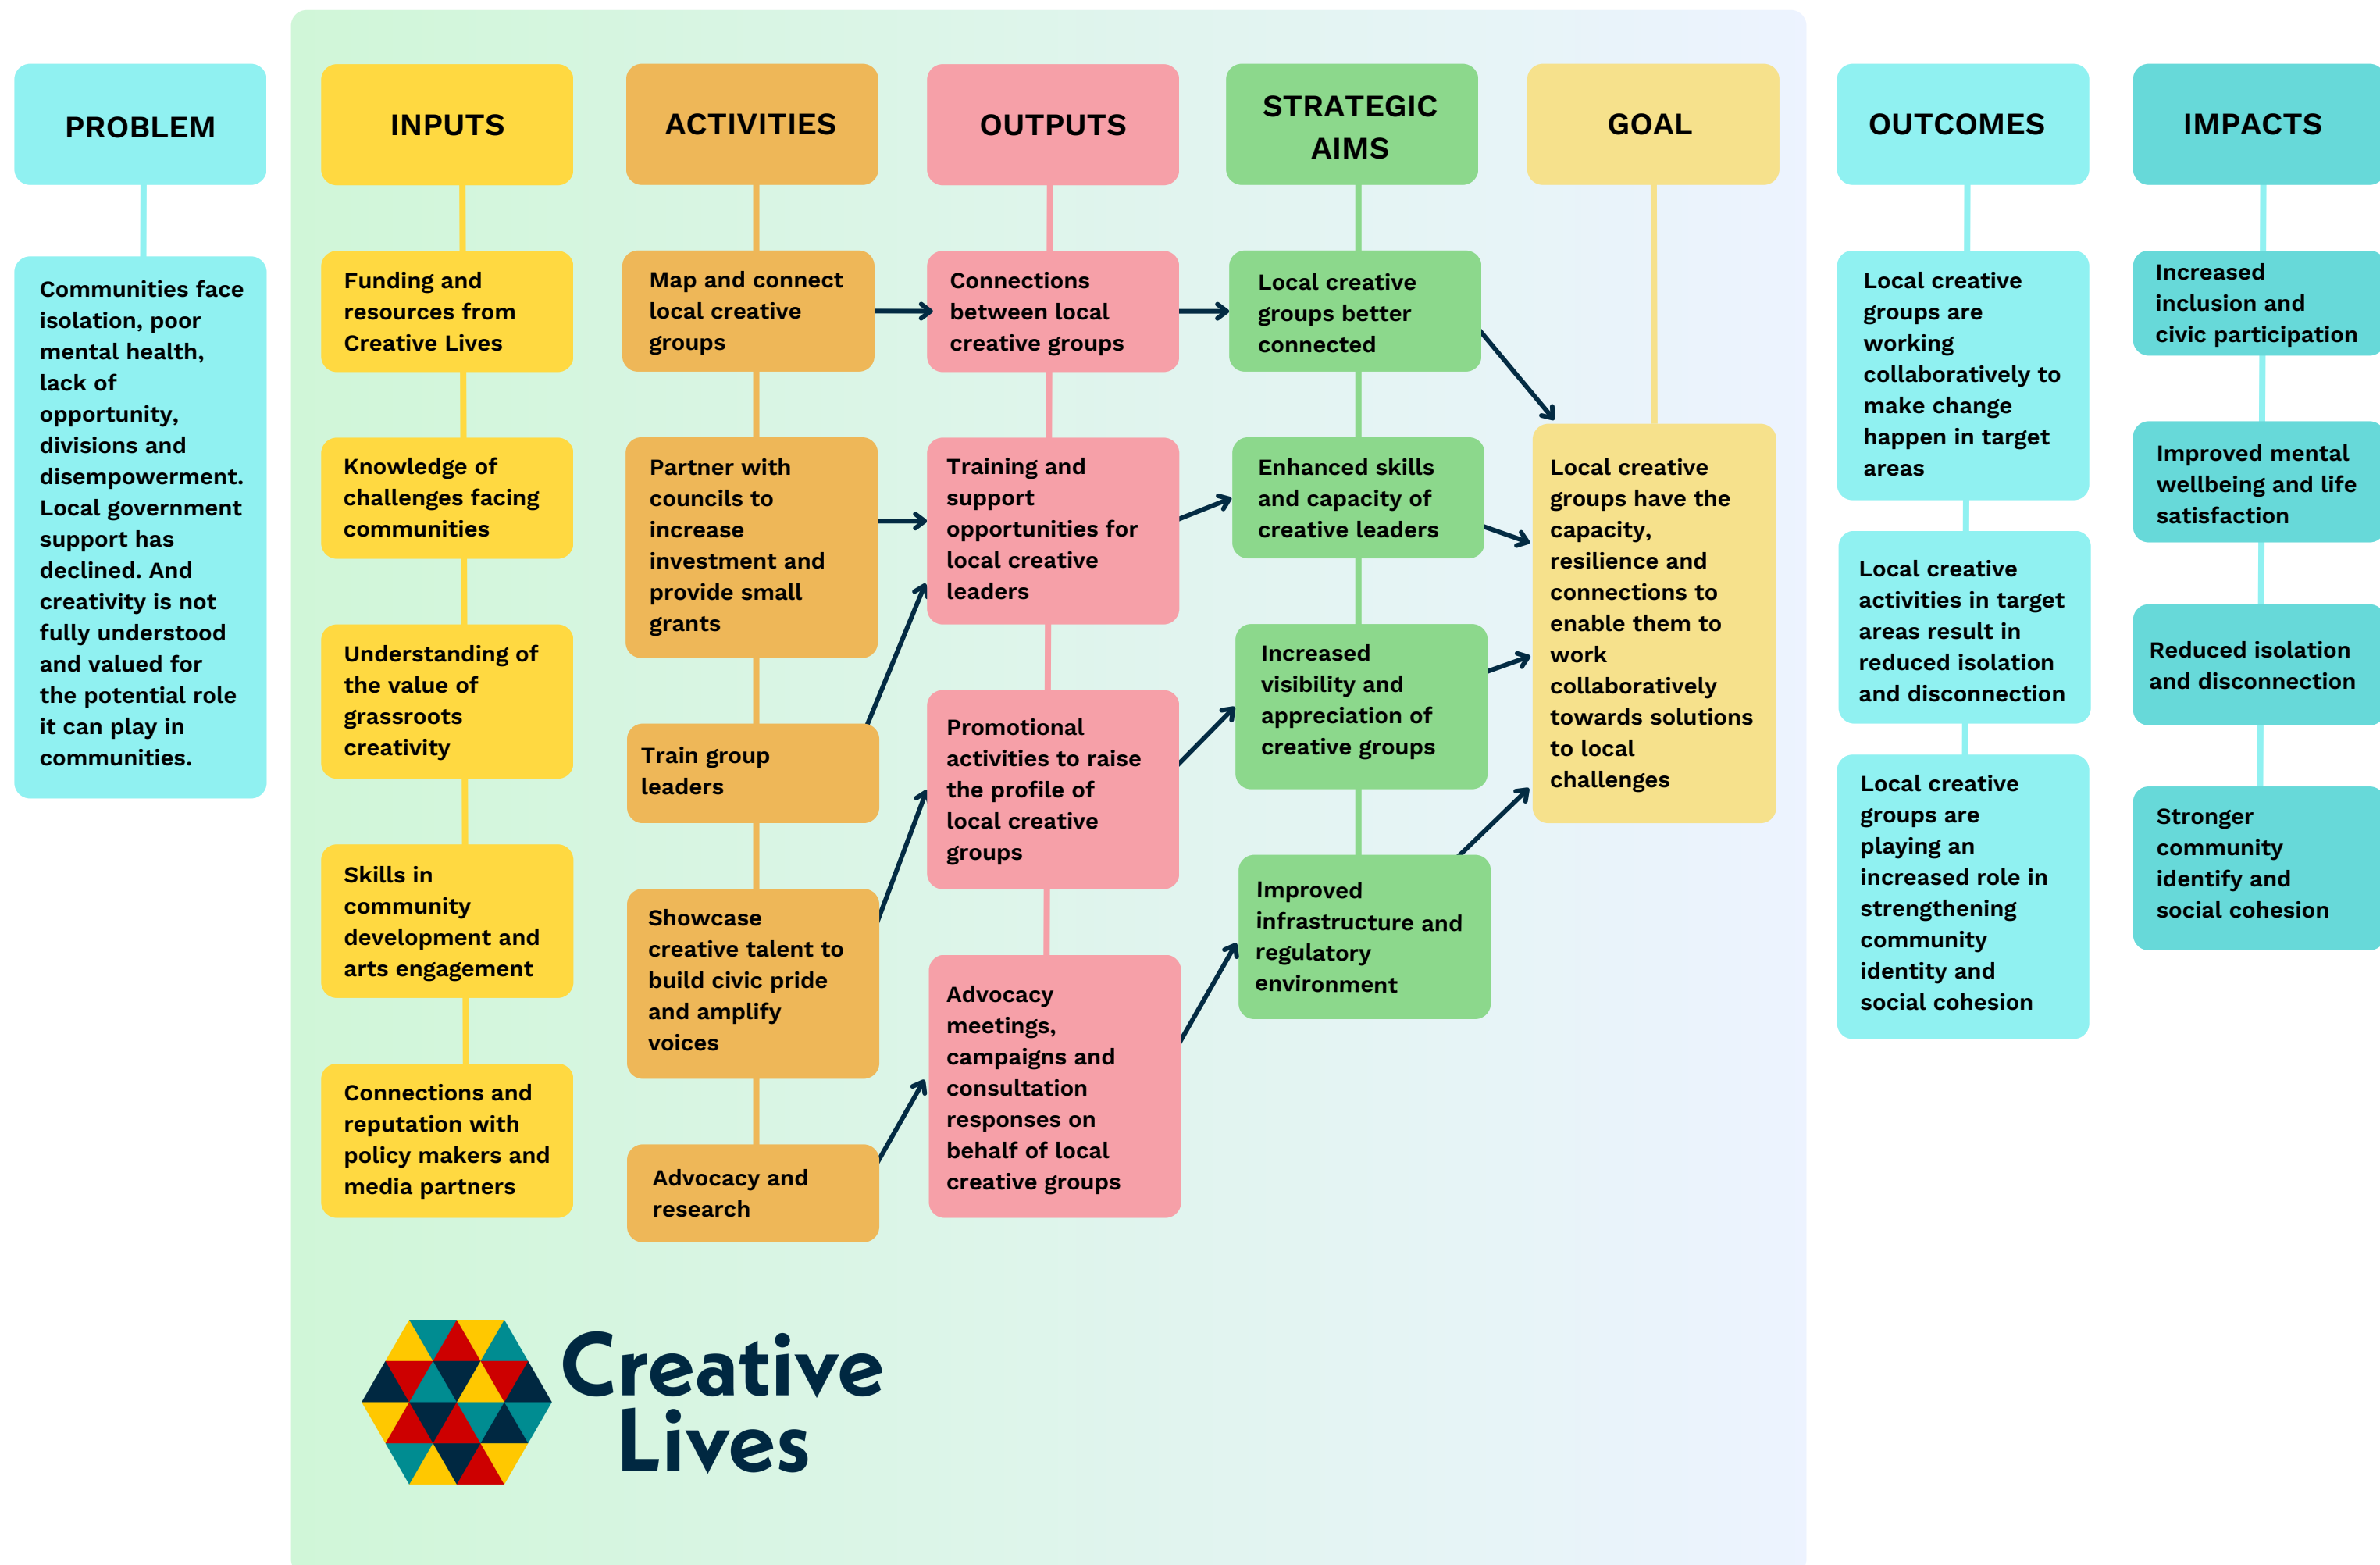 PROBLEM
Communities face
isolation, poor
mental health,
lack of
opportunity,
divisions and
disempowerment.
Local government
support has
declined. And
creativity is not
fully understood
and valued for
the potential role
it can play in
communities.
INPUTS
Funding and
resources from
Creative Lives
Knowledge of
challenges facing
communities
Understanding of
the value of
grassroots
creativity
Skills in
community
development and
arts engagement
Connections and
reputation with
policy makers and
media partners
ACTIVITIES
Map and connect
local creative
groups
Partner with
councils to
increase
investment and
provide small
grants
Train group
leaders
Showcase
creative talent to
build civic pride
and amplify
voices
Advocacy and
research
OUTPUTS
Connections
between local
creative groups
Training and
support
opportunities for
local creative
leaders
Promotional
activities to raise
the profile of
local creative
groups
Advocacy
meetings,
campaigns and
consultation
responses on
behalf of local
creative groups
STRATEGIC
AIMS
Local creative
groups better
connected
Enhanced skills
and capacity of
creative leaders
Increased
visibility and
appreciation of
creative groups
Improved
infrastructure and
regulatory
environment
GOAL
Local creative
groups have the
capacity,
resilience and
connections to
enable them to
work
collaboratively
towards solutions
to local
challenges
OUTCOMES
Local creative
groups are
working
collaboratively to
make change
happen in target
areas
Local creative
activities in target
areas result in
reduced isolation
and disconnection
Local creative
groups are
playing an
increased role in
strengthening
community
identity and
social cohesion
IMPACTS
Increased
inclusion and
civic participation
Improved mental
wellbeing and life
satisfaction
Reduced isolation
and disconnection
Stronger
community
identify and
social cohesion
Creative
Lives